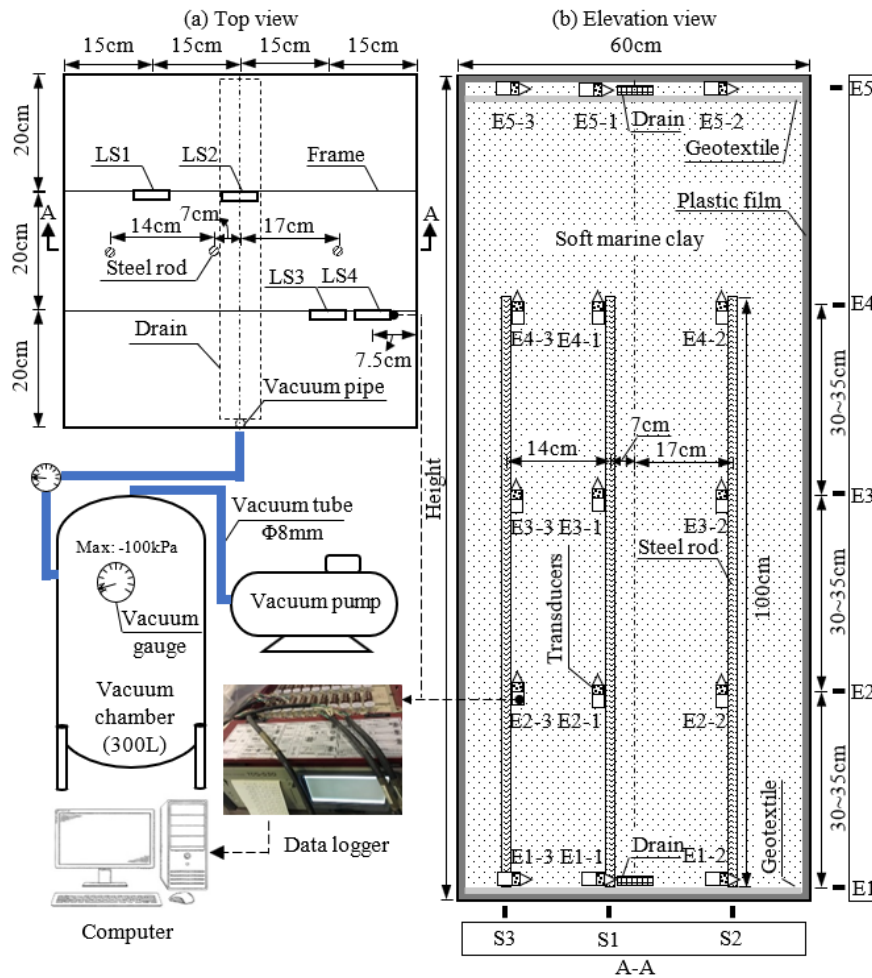 (a) Top view
15cm 15cm 15cm 15cm
20cm
20cm
20cm
LS1
LS2
Frame
A
A
7cm
14cm
17cm
Steel rod
LS3 LS4
Drain
7.5cm
Vacuum pipe
Vacuum tube
Φ8mm
Max: -100kPa
Vacuum
gauge
Vacuum pump
Vacuum
chamber
(300L)
Data logger
Computer
Height
(b) Elevation view
60cm
E5-3 E5-1 Drain E5-2
Geotextile
Plastic film
Soft marine clay
E4-3 E4-1 E4-2
7cm
14cm
17cm
E3-3 E3-1 E3-2
Steel rod
Transducers
100cm
E2-3 E2-1 E2-2
E1-3 E1-1 Drain E1-2
Geotextile
E5
E4
30~35cm
E3
30~35cm
E2
30~35cm
E1
S3 S1 S2
A-A